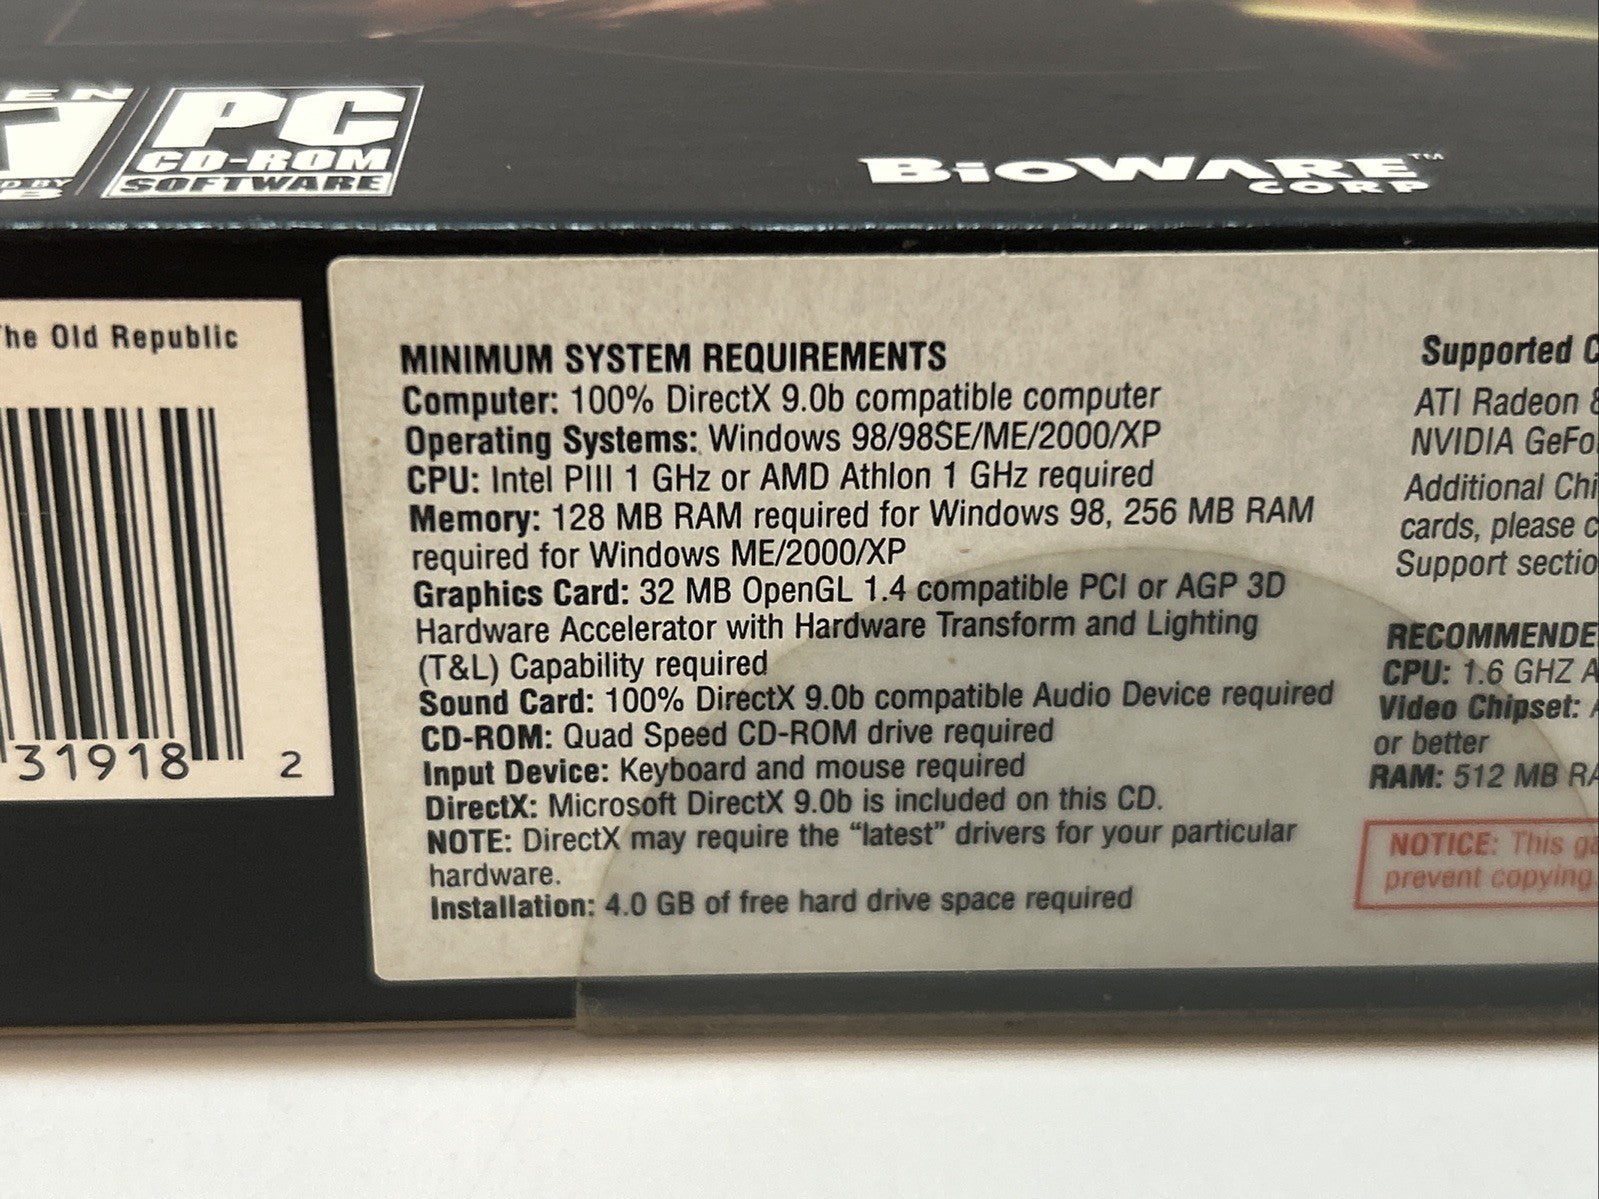 PC
CD-ROM
SOFTWARE
BIOWARE™
CORP
The Old Republic
31918 2
MINIMUM SYSTEM REQUIREMENTS
Computer: 100% DirectX 9.0b compatible computer
Operating Systems: Windows 98/98SE/ME/2000/XP
CPU: Intel PIII 1 GHz or AMD Athlon 1 GHz required
Memory: 128 MB RAM required for Windows 98, 256 MB RAM
required for Windows ME/2000/XP
Graphics Card: 32 MB OpenGL 1.4 compatible PCI or AGP 3D
Hardware Accelerator with Hardware Transform and Lighting
(T&L) Capability required
Sound Card: 100% DirectX 9.0b compatible Audio Device required
CD-ROM: Quad Speed CD-ROM drive required
Input Device: Keyboard and mouse required
DirectX: Microsoft DirectX 9.0b is included on this CD.
NOTE: DirectX may require the “latest” drivers for your particular
hardware.
Installation: 4.0 GB of free hard drive space required
Supported
ATI Radeon
NVIDIA
Additional
cards, please
Support
CPU: 1.6 GHZ
Video Chipset:
or better
RAM: 512 MB
NOTICE: This
prevent copying